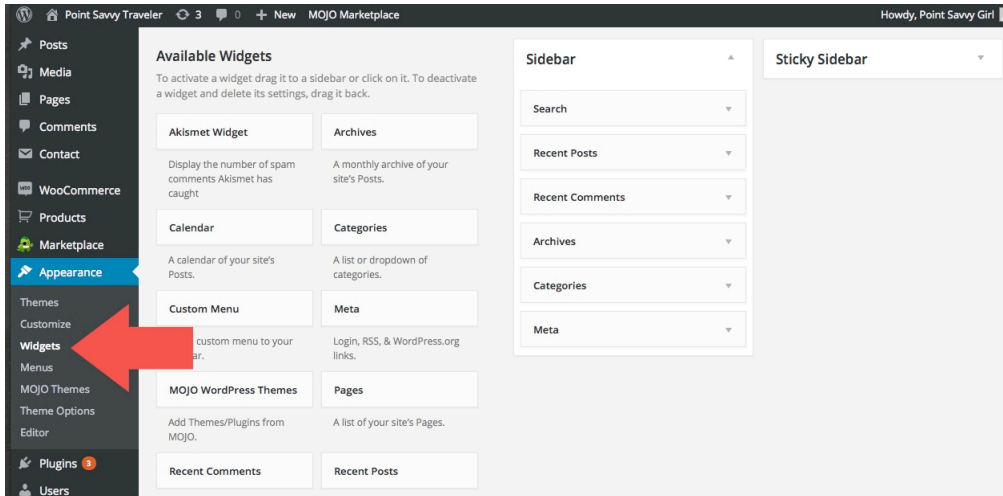 Point Savvy Traveler 3 0 + New MOJO Marketplace Howdy, Point Savvy Girl
Posts
Media
Pages
Comments
Contact
WOO WooCommerce
Products
Marketplace
Appearance
Themes
Customize
Widgets
Menus
MOJO Themes
Theme Options
Editor
Plugins 3
Users
Available Widgets
To activate a widget drag it to a sidebar or click on it. To deactivate
a widget and delete its settings, drag it back.
Akismet Widget
Display the number of spam
comments Akismet has
caught
Archives
A monthly archive of your
site's Posts.
Calendar
A calendar of your site's
Posts.
Categories
A list or dropdown of
categories.
Custom Menu
custom menu to your
Meta
Login, RSS, & WordPress.org
links.
MOJO WordPress Themes
Add Themes/Plugins from
MOJO.
Pages
A list of your site's Pages.
Recent Comments
Recent Posts
Sidebar
Search
Recent Posts
Recent Comments
Archives
Categories
Meta
Sticky Sidebar